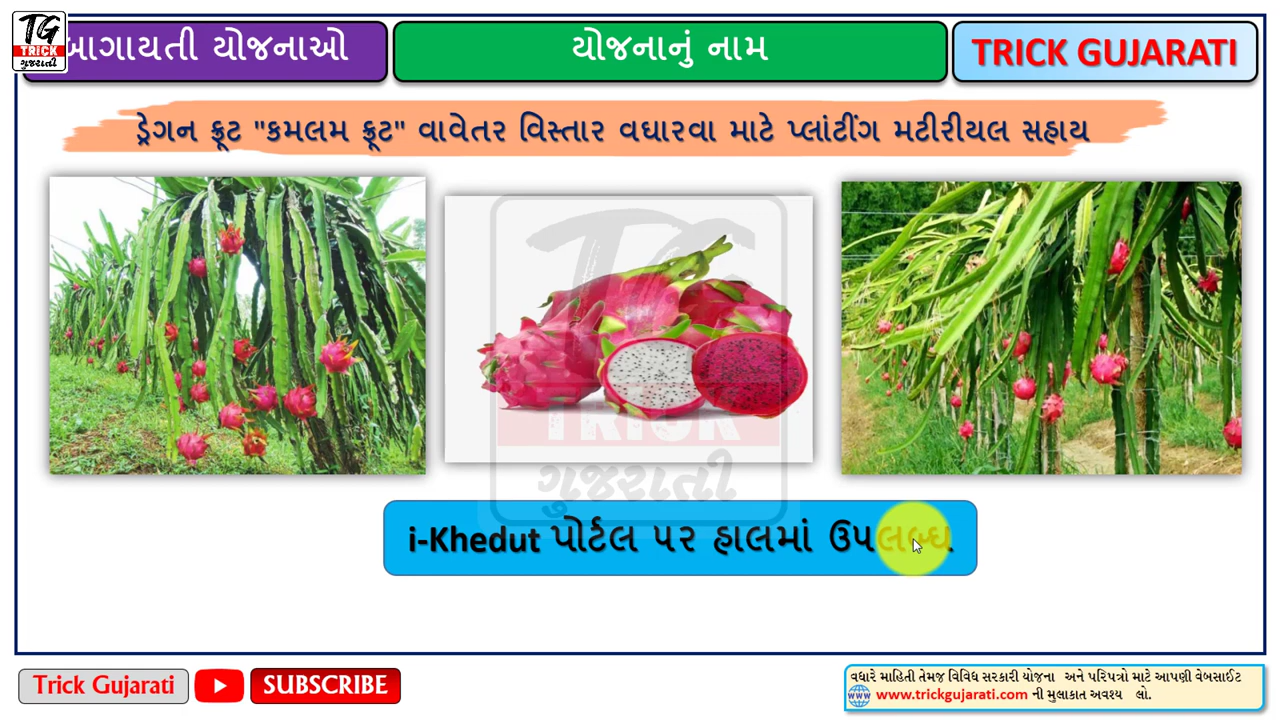 TG
TRICK
ગુજરાતી
બાગાયતી યોજનાઓ
યોજનાનું નામ
TRICK GUJARATI
ડ્રેગન ફ્રૂટ "કમલમ ફ્રૂટ" વાવેતર વિસ્તાર વધારવા માટે પ્લાંટીંગ મટીરીયલ સહાય
TG
TRICK
ગુજરાતી
i-Khedut પોર્ટલ પર હાલમાં ઉપલબ્ધ.
Trick Gujarati
SUBSCRIBE
વધારે માહિતી તેમજ વિવિધ સરકારી યોજના અને પરિપત્રો માટે આપણી વેબસાઈટ
www.trickgujarati.com ની મુલાકાત અવશ્ય લો.